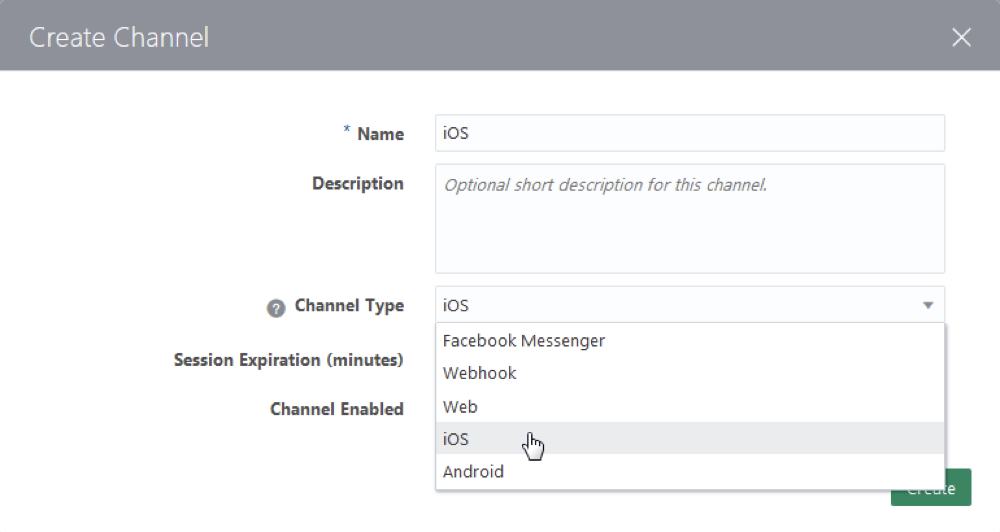 Create Channel
* Name
iOS
Description
Optional short description for this channel.
? Channel Type
iOS
Facebook Messenger
Session Expiration (minutes)
Webhook
Channel Enabled
Web
iOS
Android
Create